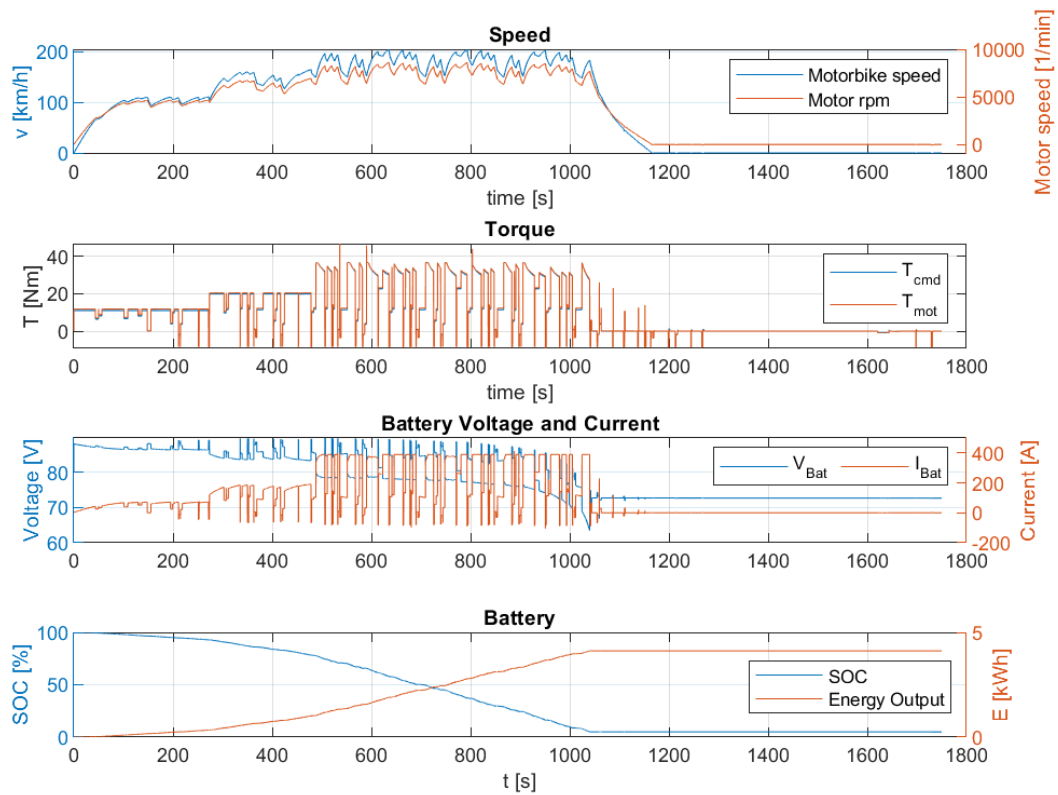 Speed
200
100
0
v [km/h]
10000
5000
0
Motor speed [1/min]
Motorbike speed
Motor rpm
0 200 400 600 800 1000 1200 1400 1600 1800
time [s]
Torque
40
20
0
T [Nm]
Tcmd
Tmot
0 200 400 600 800 1000 1200 1400 1600 1800
time [s]
Battery Voltage and Current
80
70
60
Voltage [V]
400
200
0
-200
Current [A]
VBat IBat
0 200 400 600 800 1000 1200 1400 1600 1800
Battery
100
50
0
SOC [%]
5
0
E [kWh]
SOC
Energy Output
0 200 400 600 800 1000 1200 1400 1600 1800
t [s]